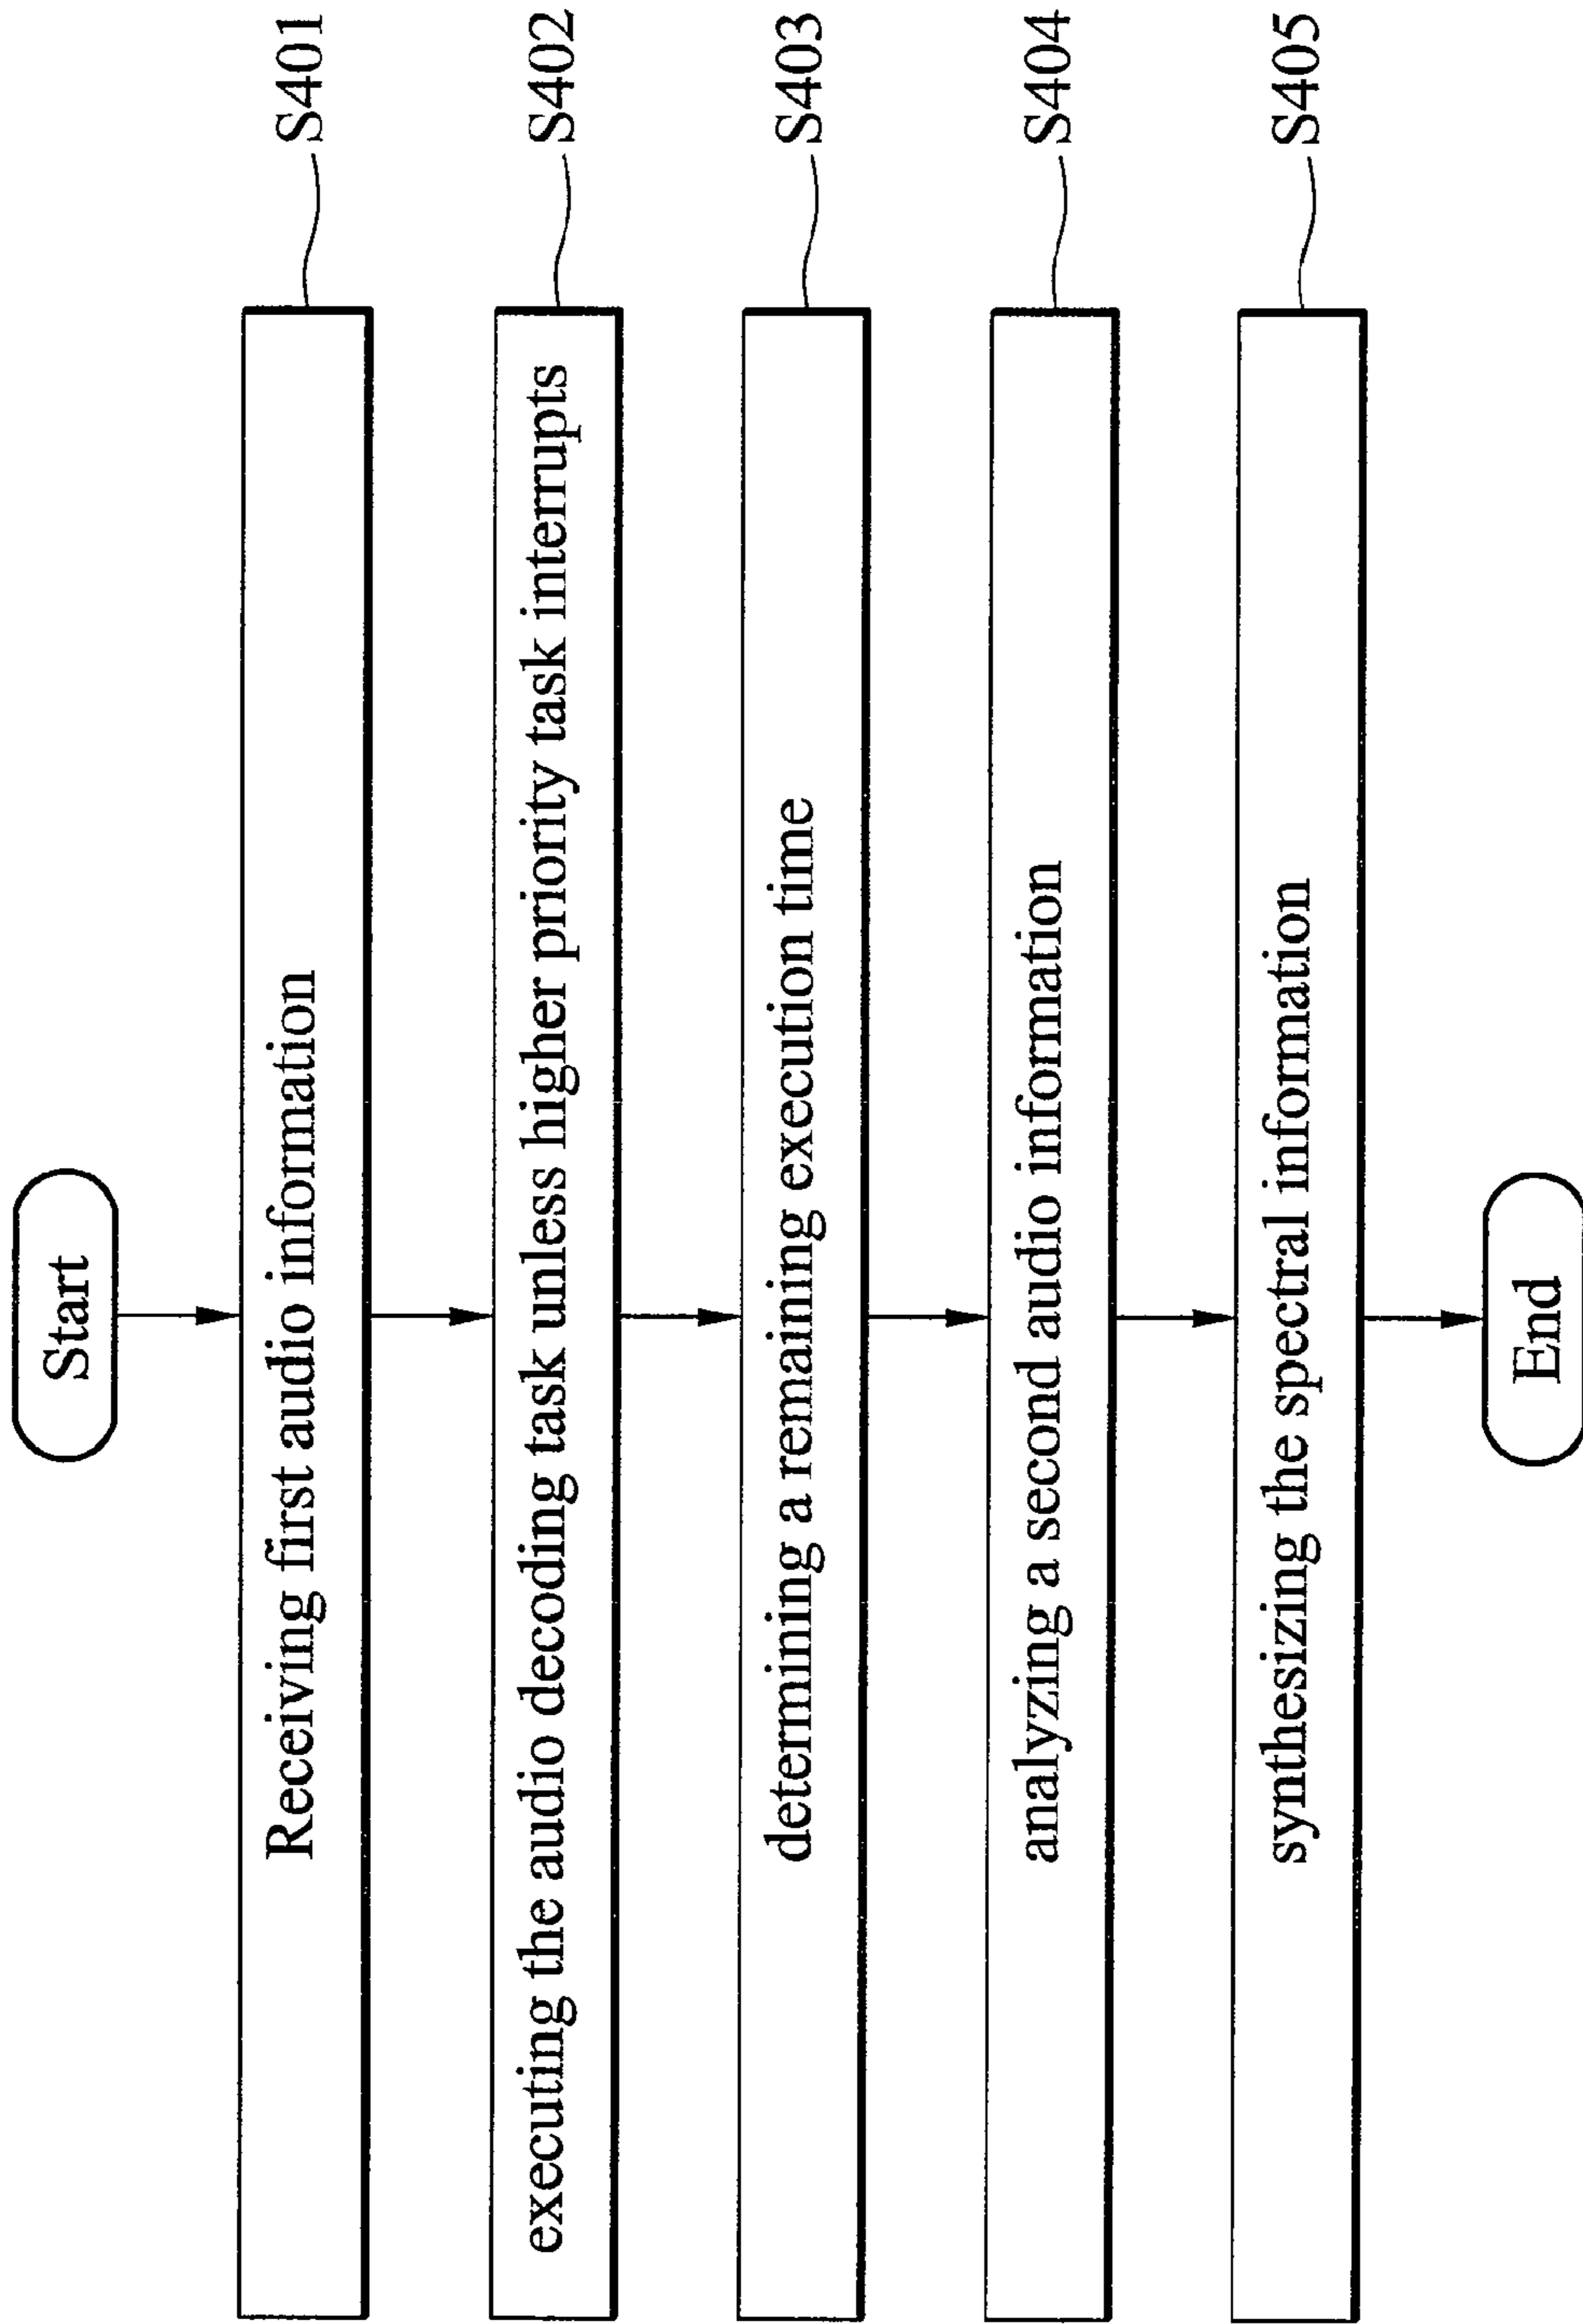 Start
Receiving first audio information
S401
executing the audio decoding task unless higher priority task interrupts
S402
determining a remaining execution time
S403
analyzing a second audio information
S404
synthesizing the spectral information
S405
End